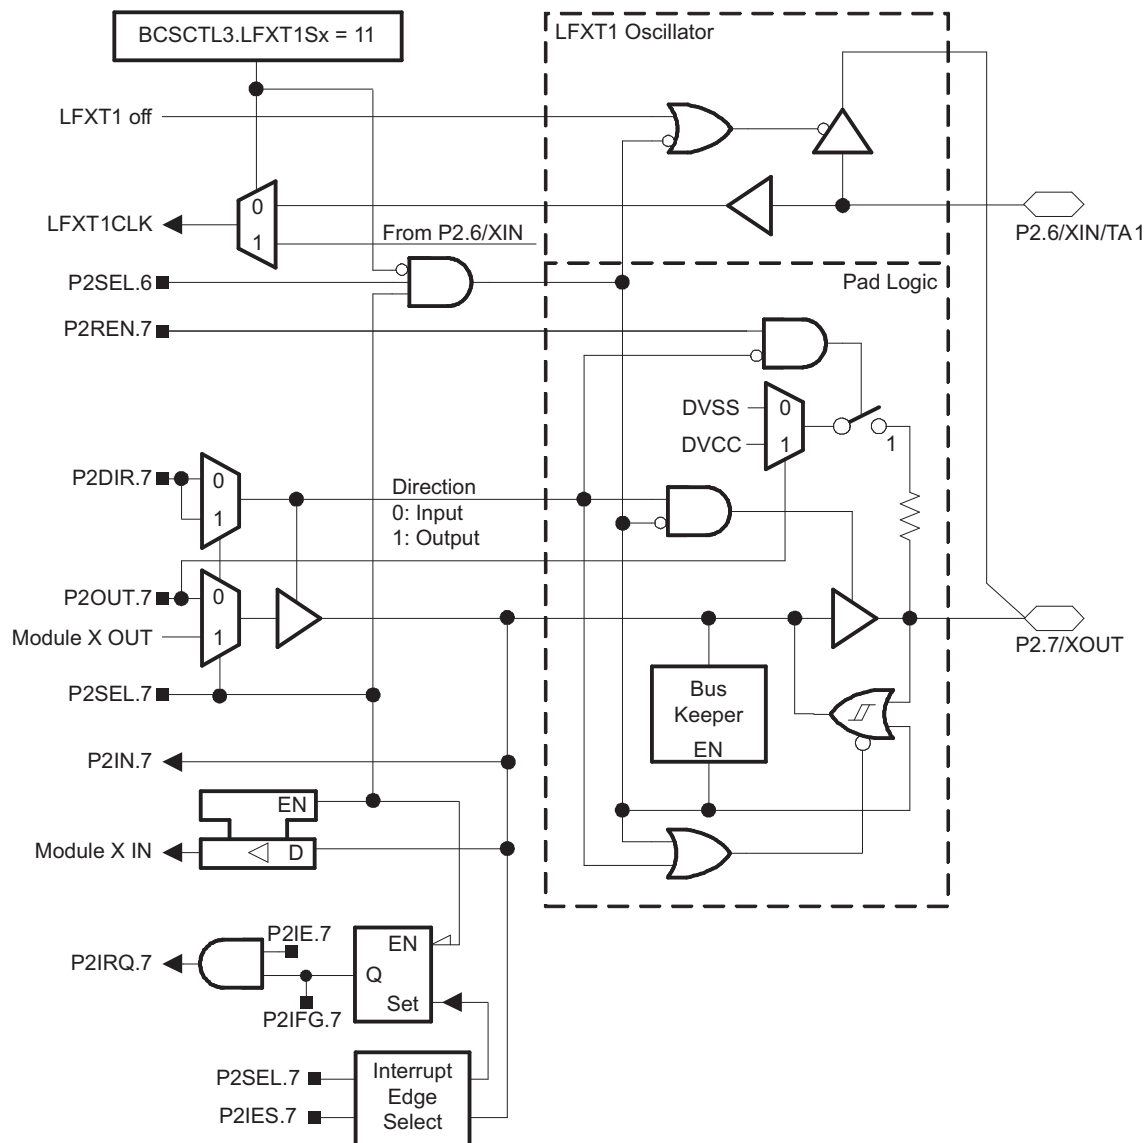 BCSCTL3.LFXT1Sx = 11
LFXT1 Oscillator
LFXT1 off
0
LFXT1CLK
1
From P2.6/XIN
P2.6/XIN/TA1
P2SEL.6
Pad Logic
P2REN.7
DVSS
0
DVCC
1
1
P2DIR.7
0
1
Direction
0: Input
1: Output
P2OUT.7
0
Module X OUT
1
P2.7/XOUT
P2SEL.7
Bus
Keeper
EN
P2IN.7
EN
Module X IN
D
P2IE.7
EN
P2IRQ.7
Q
Set
P2IFG.7
P2SEL.7
P2IES.7
Interrupt
Edge
Select